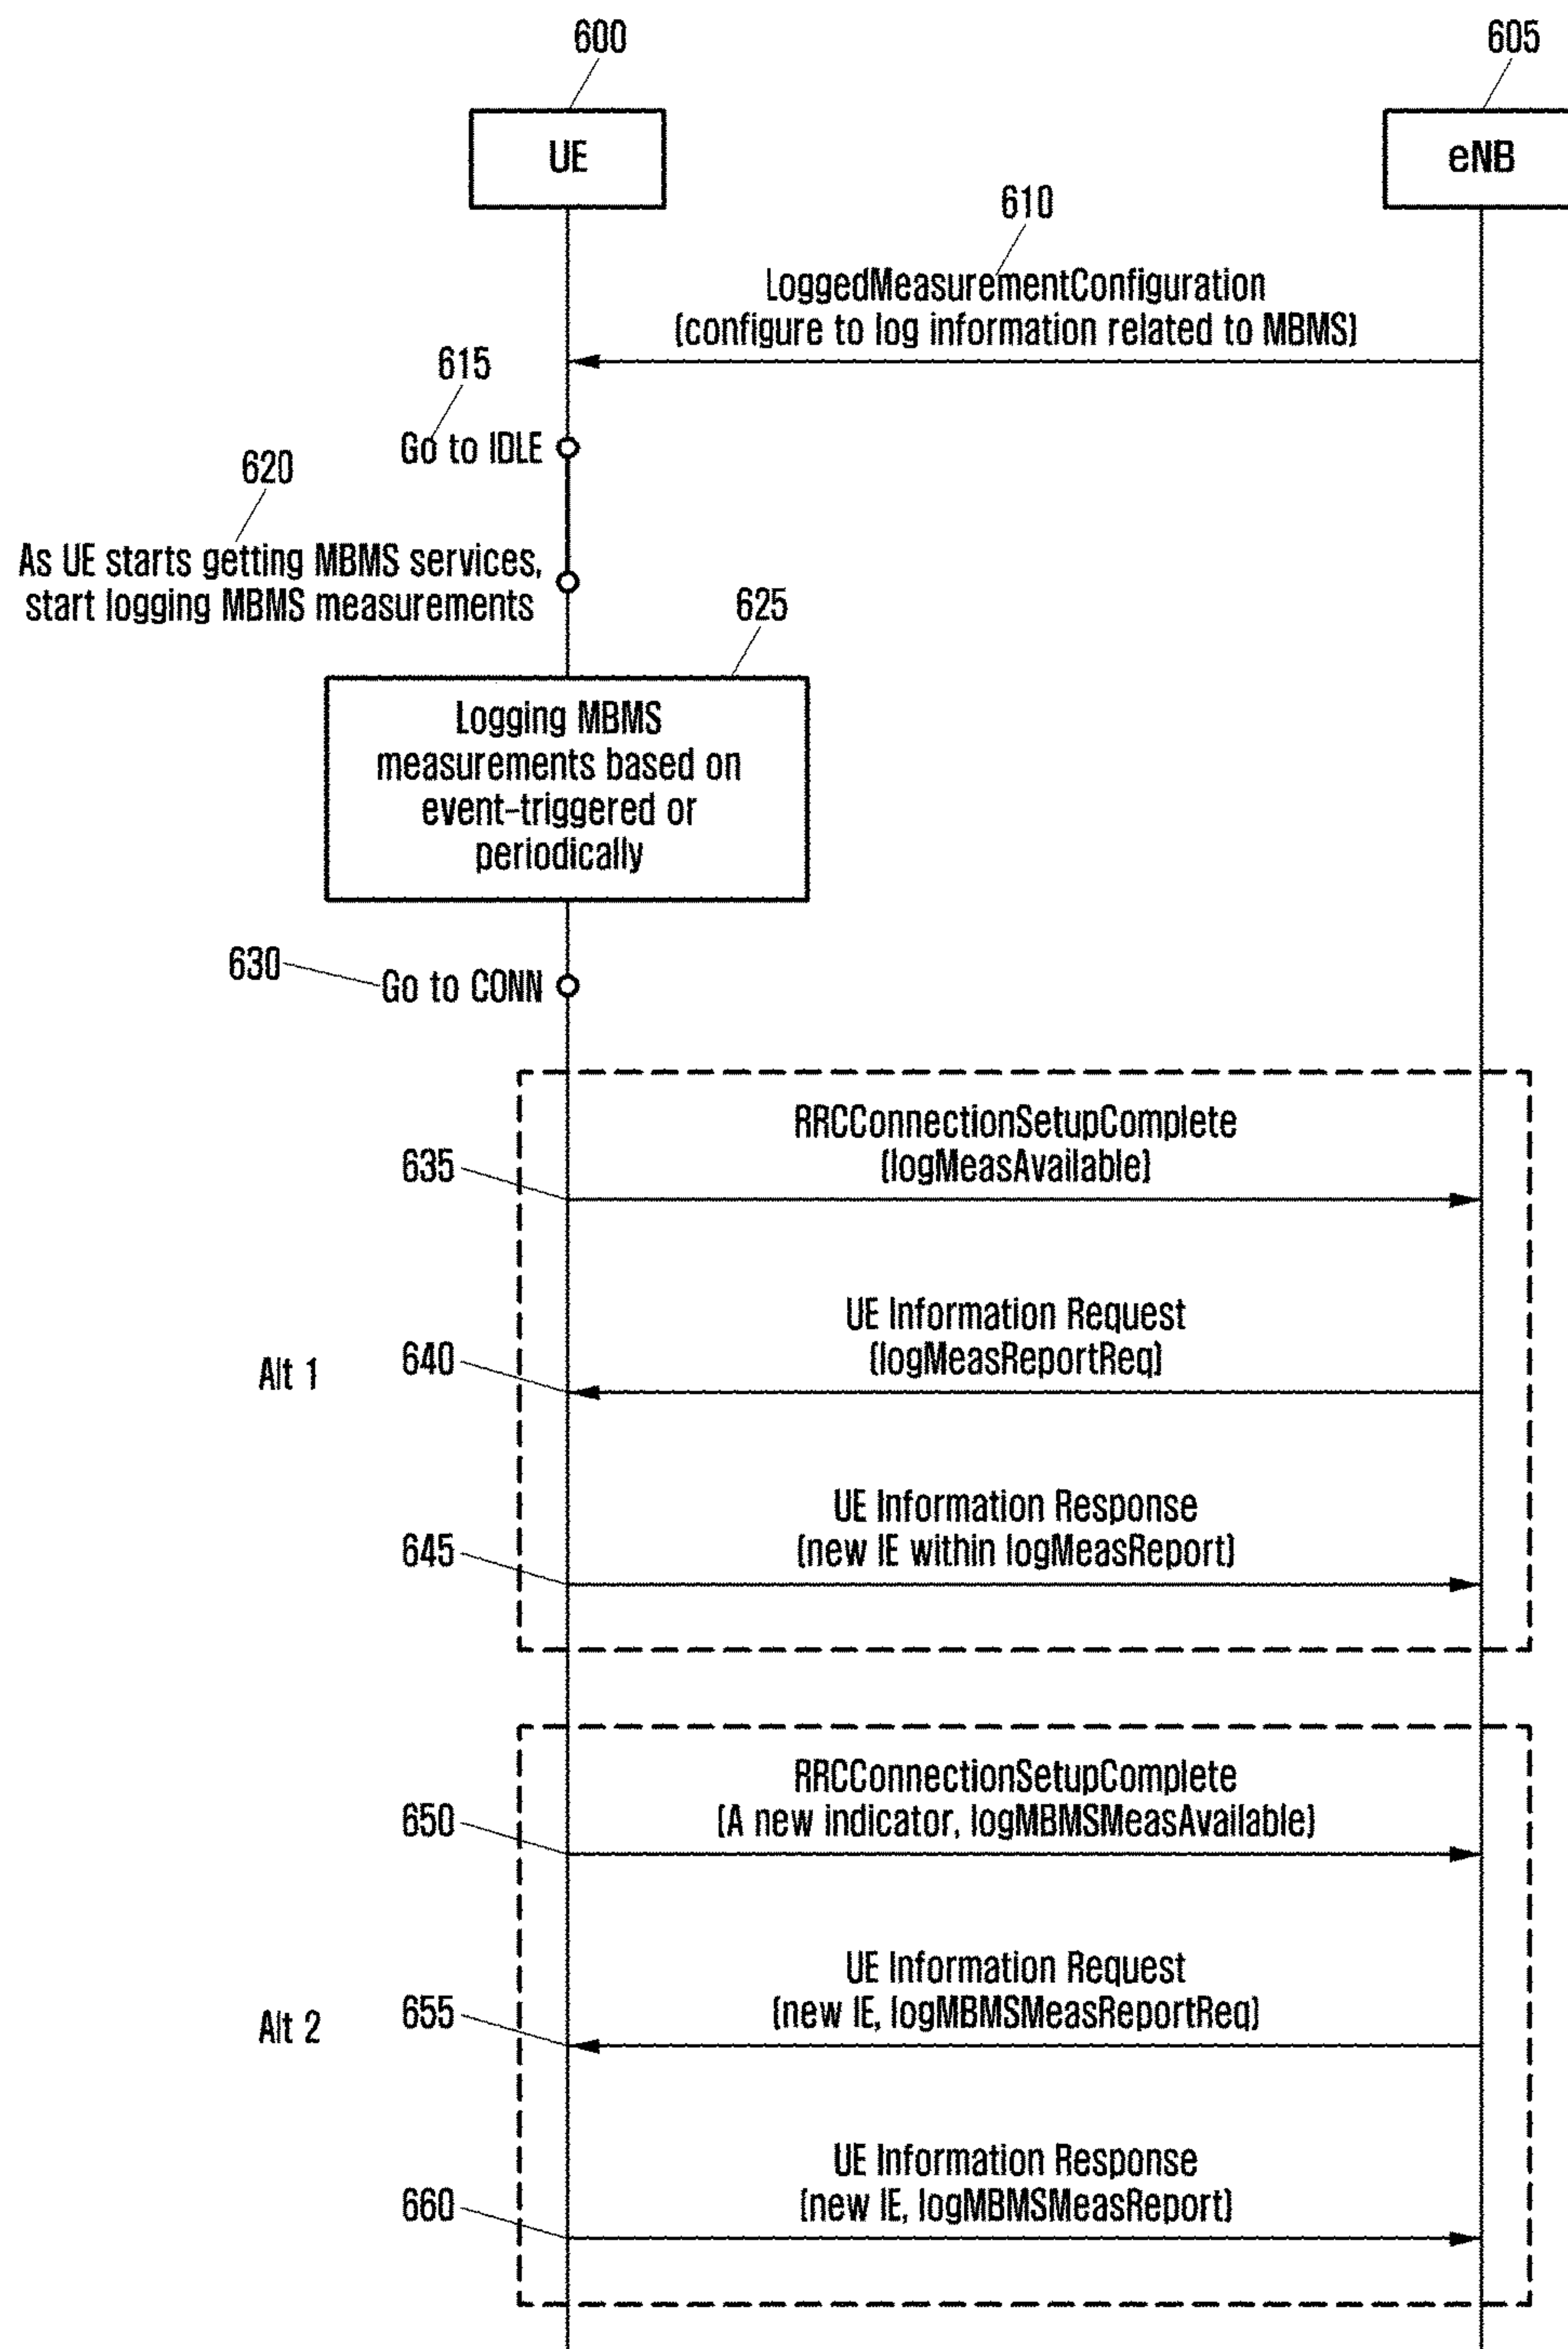 600
605
UE
eNB
610
LoggedMeasurementConfiguration
(configure to log information related to MBMS)
615
Go to IDLE
620
As UE starts getting MBMS services,
start logging MBMS measurements
625
Logging MBMS
measurements based on
event-triggered or
periodically
630
Go to CONN
RRCConnectionSetupComplete
(logMeasAvailable)
635
UE Information Request
(logMeasReportReq)
640
Alt 1
UE Information Response
(new IE within logMeasReport)
645
RRCConnectionSetupComplete
(A new indicator, logMBMSMeasAvailable)
650
UE Information Request
(new IE, logMBMSMeasReportReq)
655
Alt 2
UE Information Response
(new IE, logMBMSMeasReport)
660